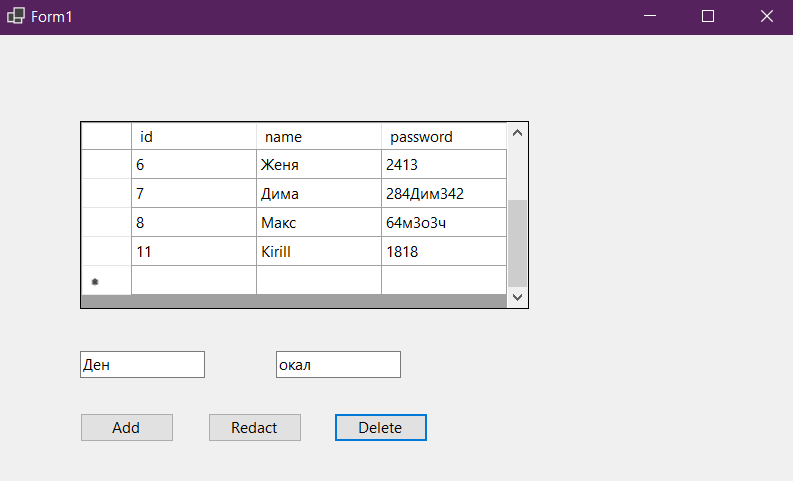 Form1
id name password
6 Женя 2413
7 Дима 284Дим342
8 Макс 64м3о3ч
11 Kirill 1818
Ден окал
Add Redact Delete